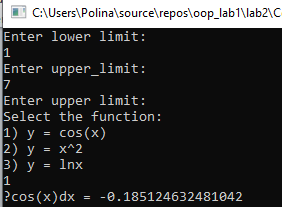 C:\Users\Polina\source\repos\oop_lab1\lab2\C
Enter lower limit:
1
Enter upper_limit:
7
Enter upper limit:
Select the function:
1) y = cos(x)
2) y = x^2
3) y = lnx
1
?cos(x)dx = -0.185124632481042